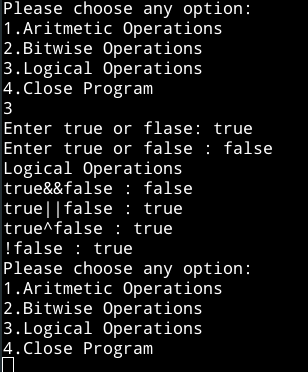 Please choose any option:
1.Aritmetic Operations
2.Bitwise Operations
3.Logical Operations
4.Close Program
3
Enter true or flase: true
Enter true or false : false
Logical Operations
true&&false : false
true||false : true
true^false : true
!false : true
Please choose any option:
1.Aritmetic Operations
2.Bitwise Operations
3.Logical Operations
4.Close Program